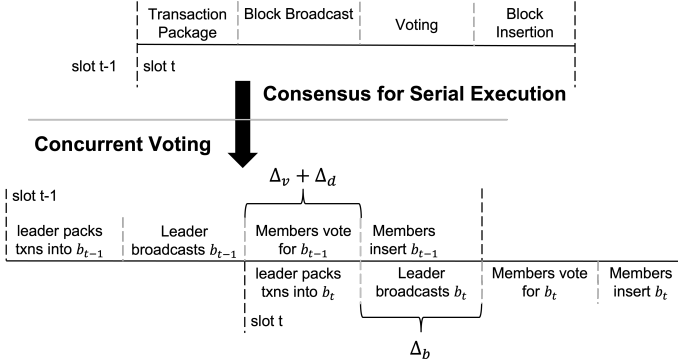 Transaction
Package
Block Broadcast
Voting
Block
Insertion
slot t-1
slot t
Consensus for Serial Execution
Concurrent Voting
Δ_v + Δ_d
slot t-1
leader packs
txns into b_{t-1}
Leader
broadcasts b_{t-1}
Members vote
for b_{t-1}
Members
insert b_{t-1}
leader packs
txns into b_t
Leader
broadcasts b_t
Members vote
for b_t
Members
insert b_t
slot t
Δ_b